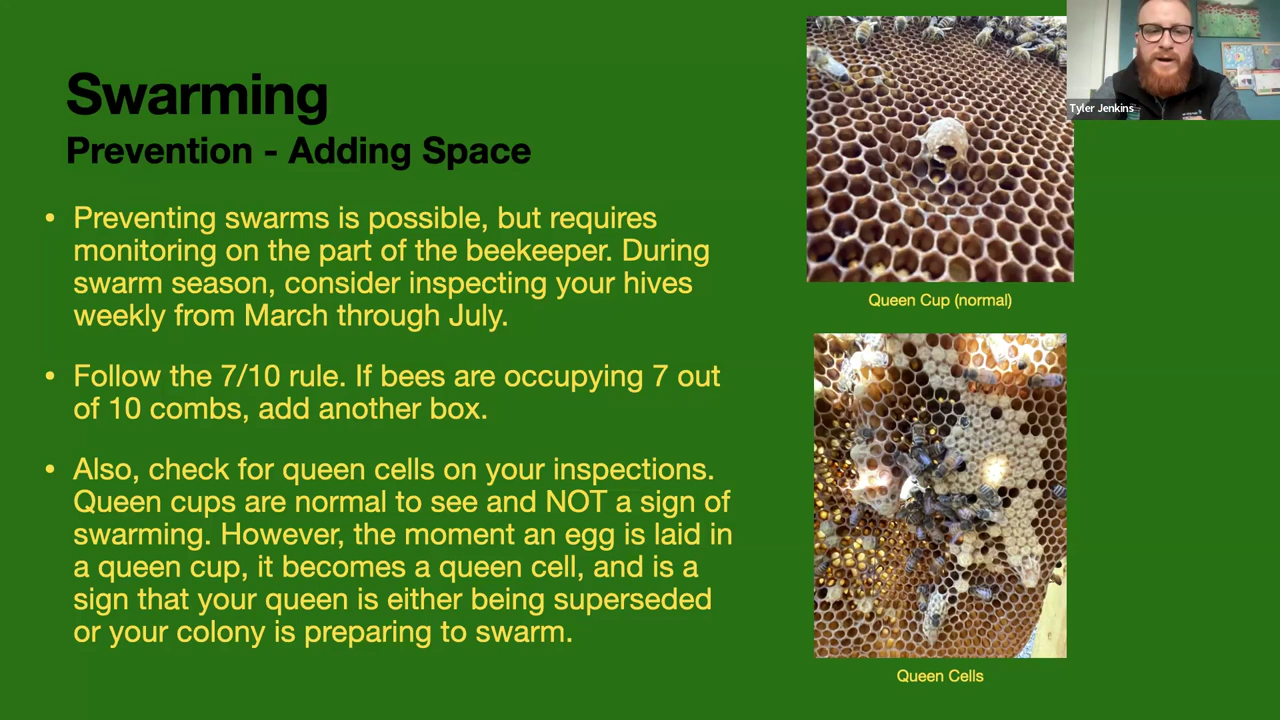 Swarming
Prevention - Adding Space
• Preventing swarms is possible, but requires
monitoring on the part of the beekeeper. During
swarm season, consider inspecting your hives
weekly from March through July.
• Follow the 7/10 rule. If bees are occupying 7 out
of 10 combs, add another box.
• Also, check for queen cells on your inspections.
Queen cups are normal to see and NOT a sign of
swarming. However, the moment an egg is laid in
a queen cup, it becomes a queen cell, and is a
sign that your queen is either being superseded
or your colony is preparing to swarm.
Queen Cup (normal)
Queen Cells
Tyler Jenkins